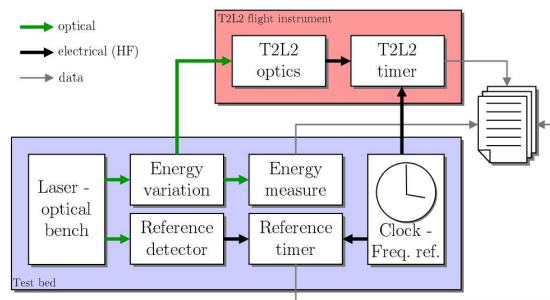 optical
electrical (HF)
data
T2L2 flight instrument
T2L2
optics
T2L2
timer
Laser -
optical
bench
Energy
variation
Energy
measure
Reference
detector
Reference
timer
Clock -
Freq. ref.
Test bed